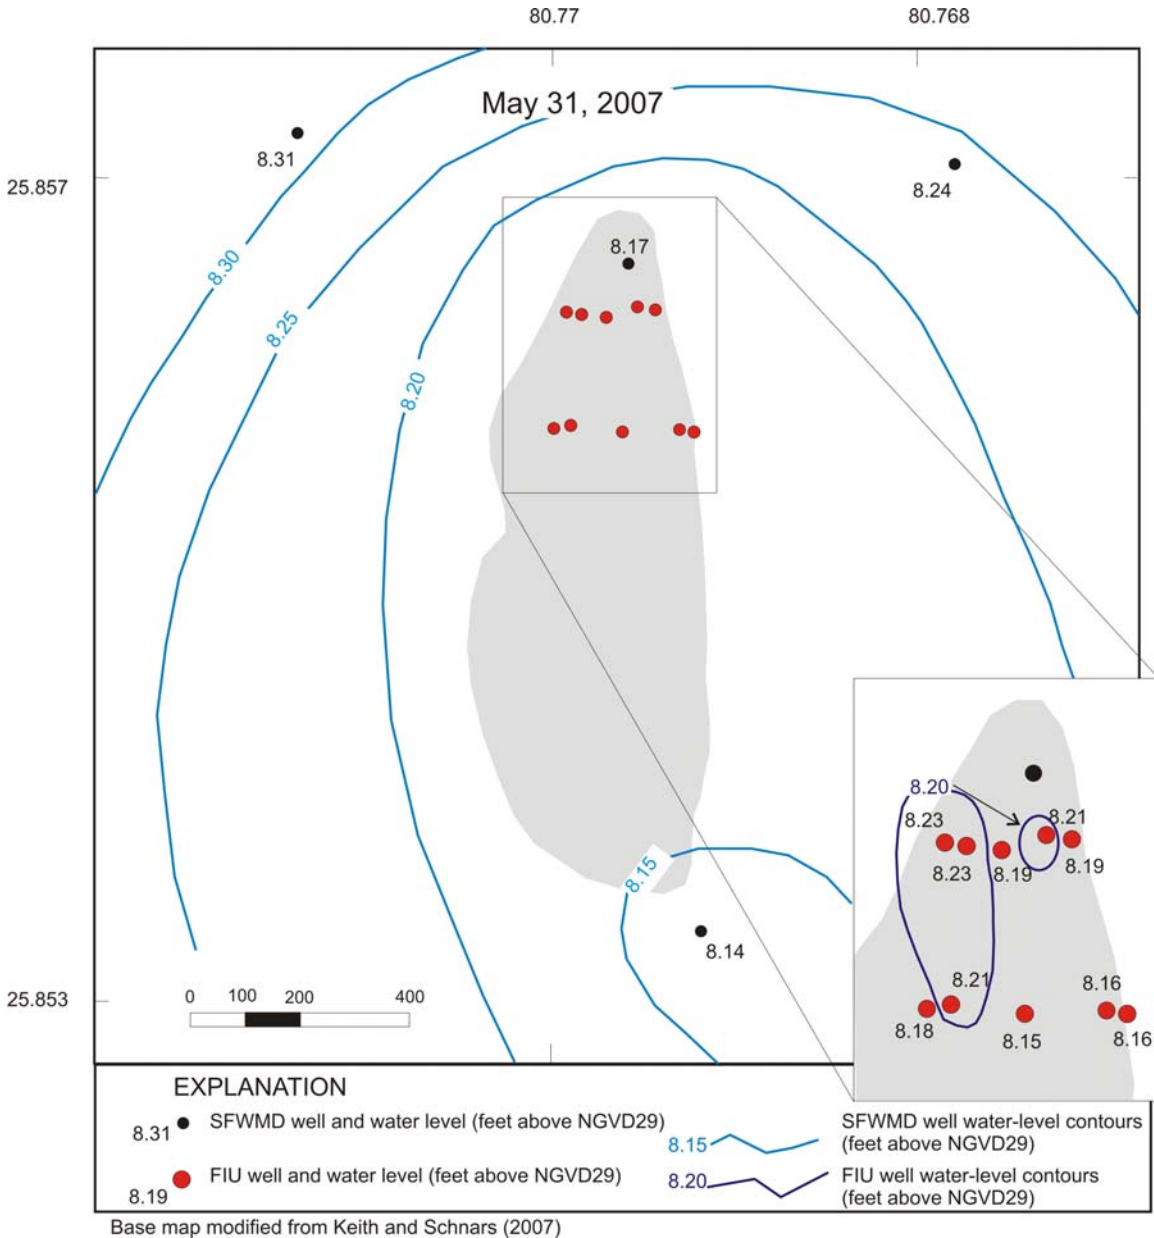 80.77
80.768
May 31, 2007
8.31
8.24
25.857
8.17
8.30
8.25
8.20
8.20
8.23
8.21
8.23
8.19
8.19
8.15
8.14
8.21
8.16
8.18
8.15
8.16
25.853
0 100 200 400
EXPLANATION
8.31 SFWMD well and water level (feet above NGVD29)
8.19 FIU well and water level (feet above NGVD29)
8.15 SFWMD well water-level contours
(feet above NGVD29)
8.20 FIU well water-level contours
(feet above NGVD29)
Base map modified from Keith and Schnars (2007)